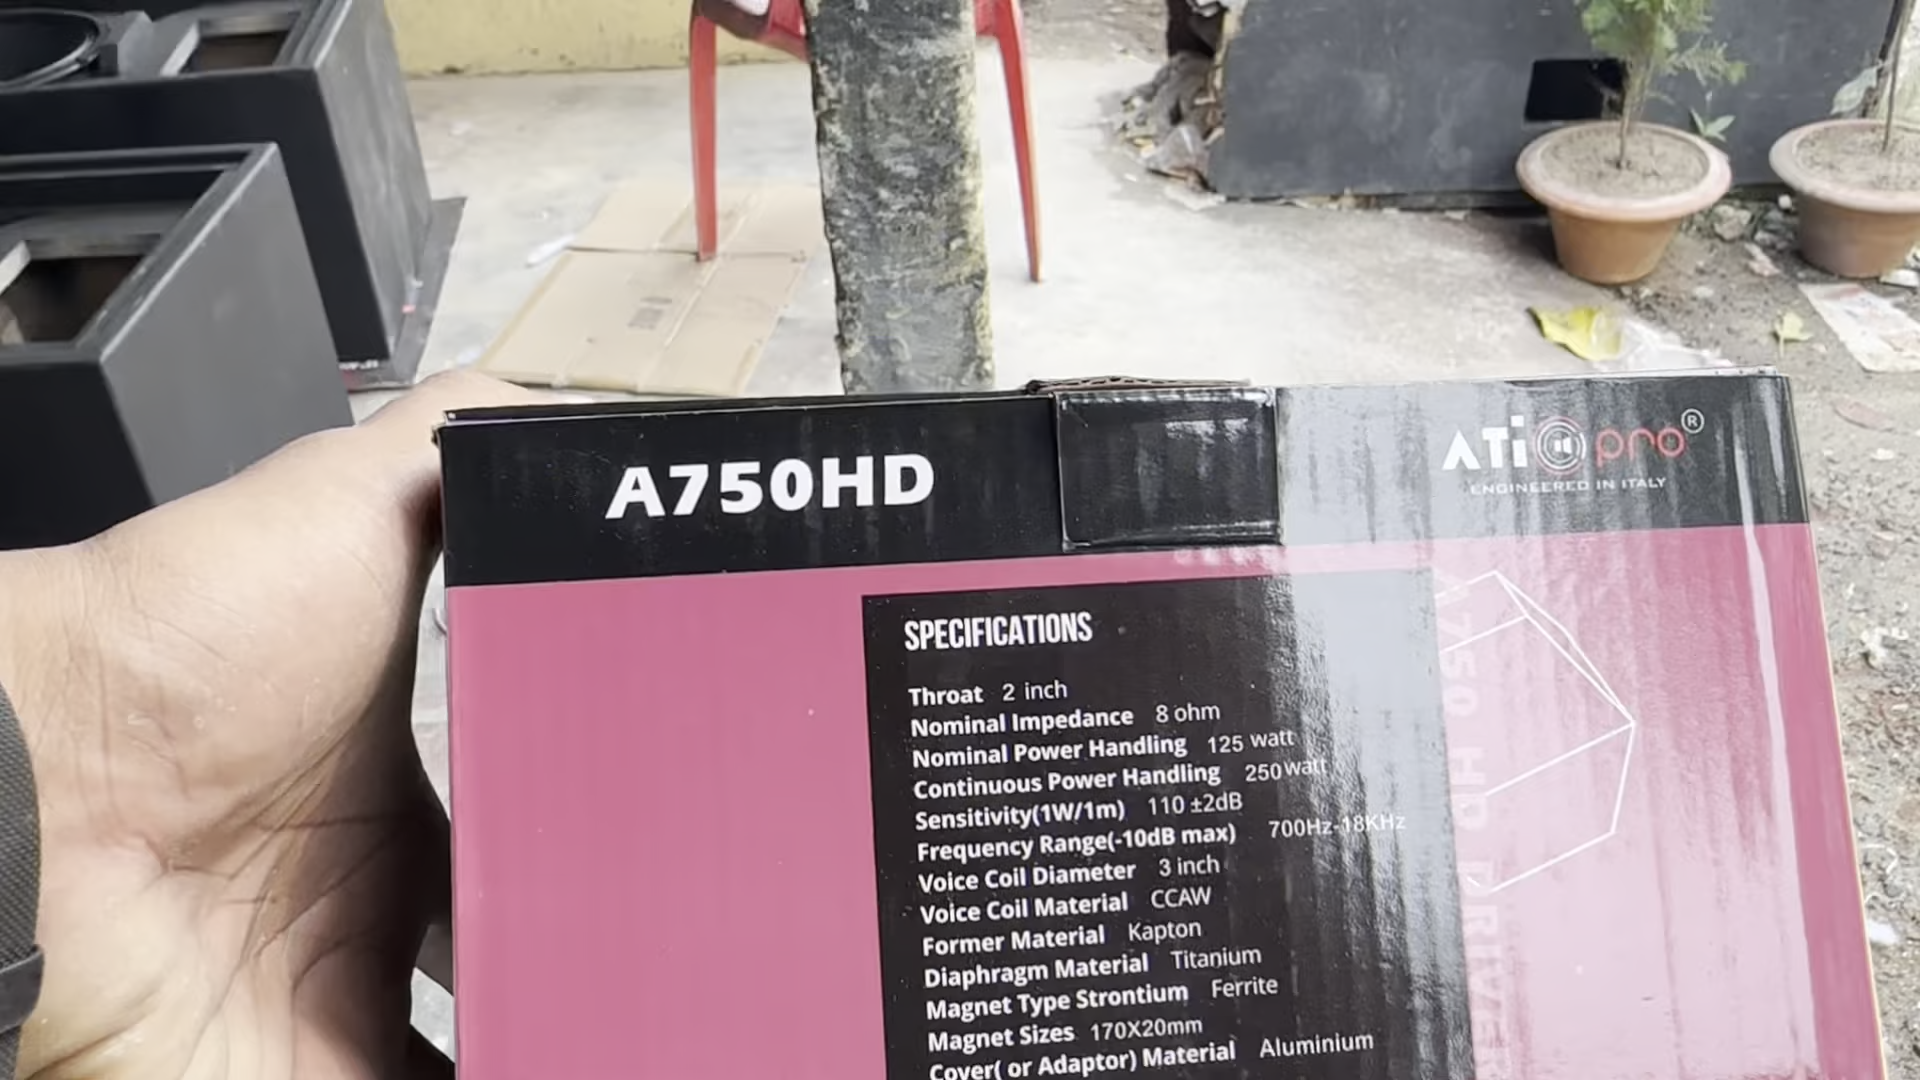 A750HD
ATi pro®
ENGINEERED IN ITALY
SPECIFICATIONS
Throat 2 inch
Nominal Impedance 8 ohm
Nominal Power Handling 125 watt
Continuous Power Handling 250 watt
Sensitivity(1W/1m) 110 ±2dB
Frequency Range(-10dB max) 700Hz-18KHz
Voice Coil Diameter 3 inch
Voice Coil Material CCAW
Former Material Kapton
Diaphragm Material Titanium
Magnet Type Strontium Ferrite
Magnet Sizes 170X20mm
Cover( or Adaptor) Material Aluminium
A750 HD DRIVER